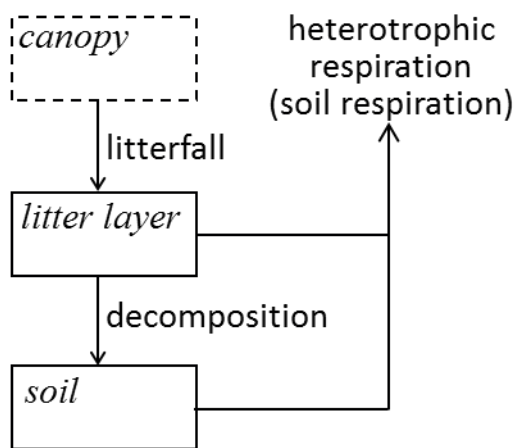 canopy
heterotrophic
respiration
(soil respiration)
litterfall
litter layer
decomposition
soil